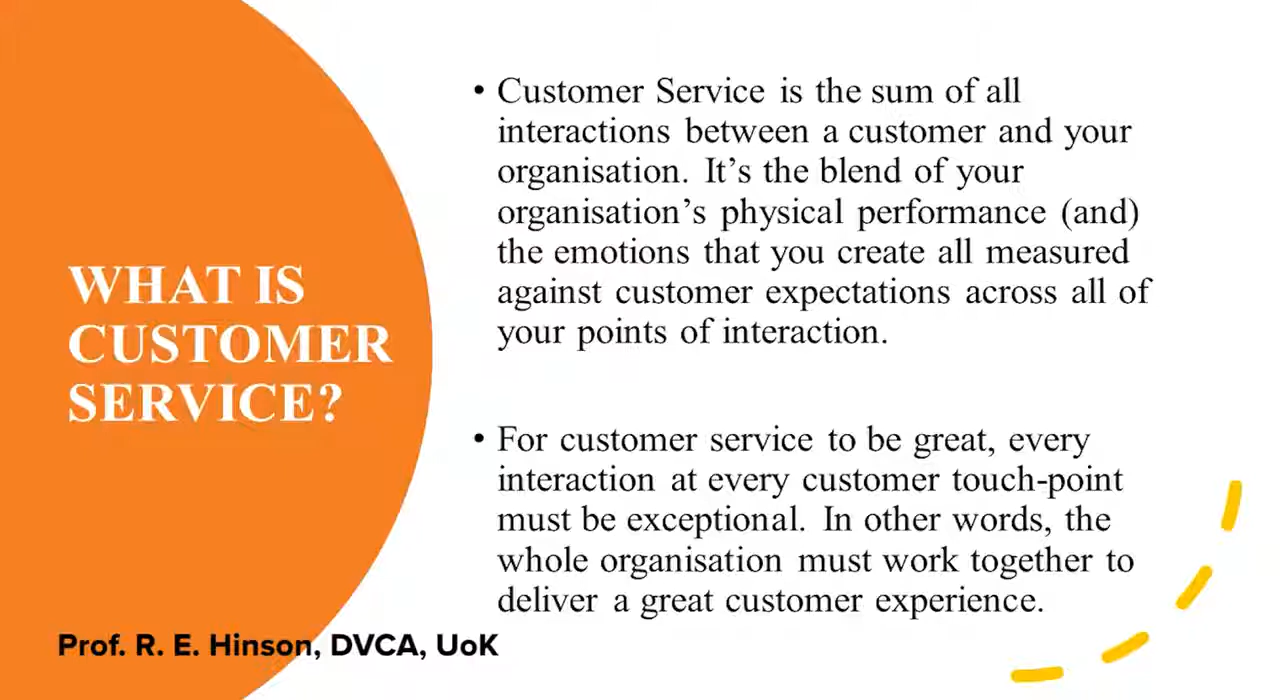 WHAT IS
CUSTOMER
SERVICE?
• Customer Service is the sum of all
interactions between a customer and your
organisation. It’s the blend of your
organisation’s physical performance (and)
the emotions that you create all measured
against customer expectations across all of
your points of interaction.
• For customer service to be great, every
interaction at every customer touch-point
must be exceptional. In other words, the
whole organisation must work together to
deliver a great customer experience.
Prof. R. E. Hinson, DVCA, UoK